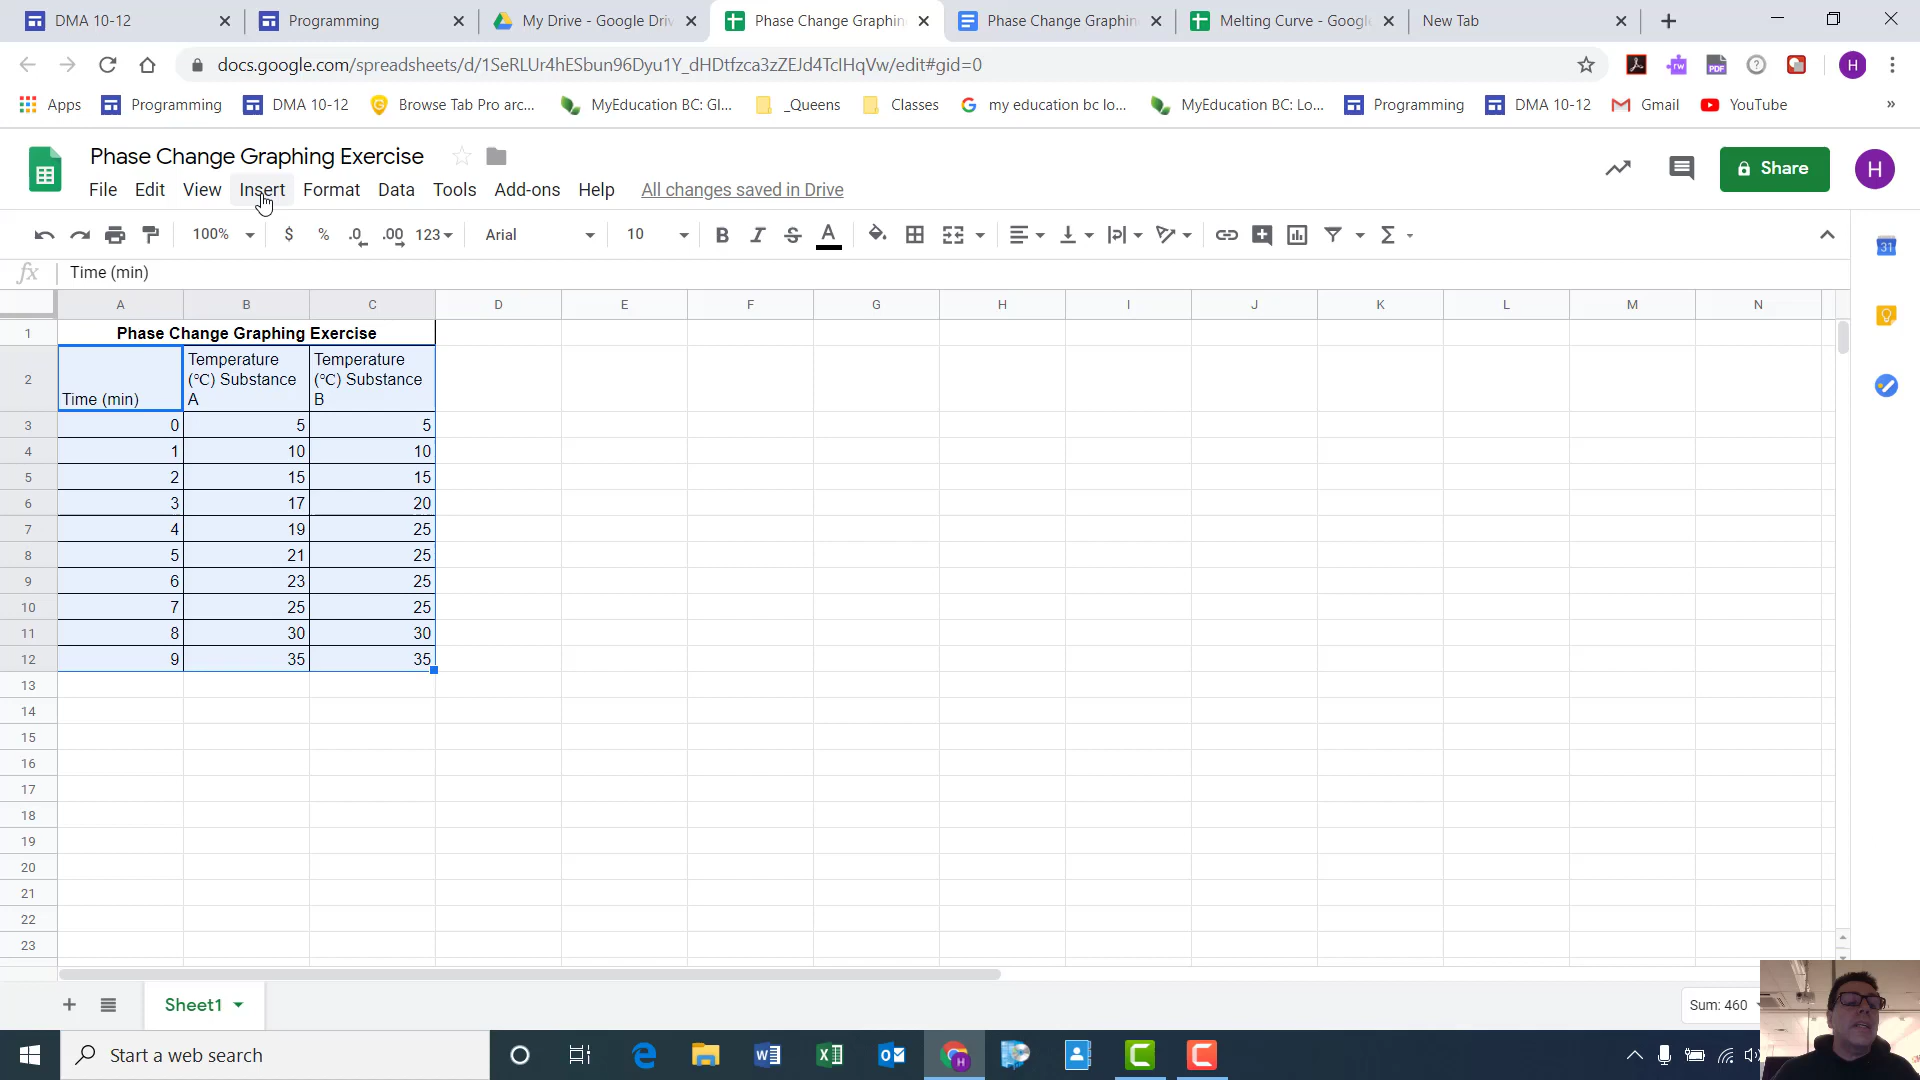 DMA 10-12
Programming
My Drive - Google Driv
Phase Change Graphin
Phase Change Graphin
Melting Curve - Google
New Tab
docs.google.com/spreadsheets/d/1SeRLUr4hESbun96Dyu1Y_dHDtfzca3zZEJd4TcIHqVw/edit#gid=0
H
Apps
Programming
DMA 10-12
Browse Tab Pro arc...
MyEducation BC: Gl...
_Queens
Classes
my education bc lo...
MyEducation BC: Lo...
Programming
DMA 10-12
Gmail
YouTube
»
Phase Change Graphing Exercise
File Edit View Insert Format Data Tools Add-ons Help All changes saved in Drive
Share
H
100% $ % .0 .00 123 Arial 10 B I S A
fx Time (min)
A B C D E F G H I J K L M N
1 Phase Change Graphing Exercise
2 Time (min) Temperature (°C) Substance A Temperature (°C) Substance B
3 0 5 5
4 1 10 10
5 2 15 15
6 3 17 20
7 4 19 25
8 5 21 25
9 6 23 25
10 7 25 25
11 8 30 30
12 9 35 35
13
14
15
16
17
18
19
20
21
22
23
Sheet1
Sum: 460
Start a web search